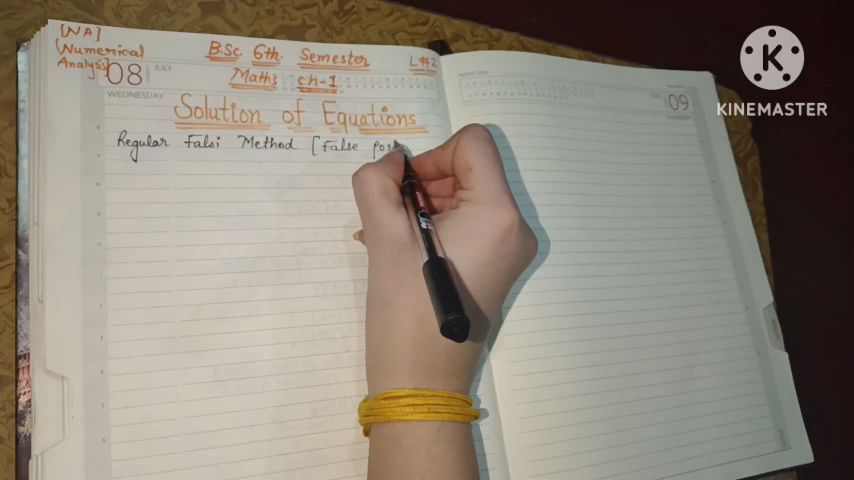 [NA]
(Numerical Analysis)
B.Sc. 6th Semester L#2
Maths ch-1
08 JULY
WEDNESDAY
Solution of Equations
Regular Falsi Method [False pos
09
K
KINEMASTER